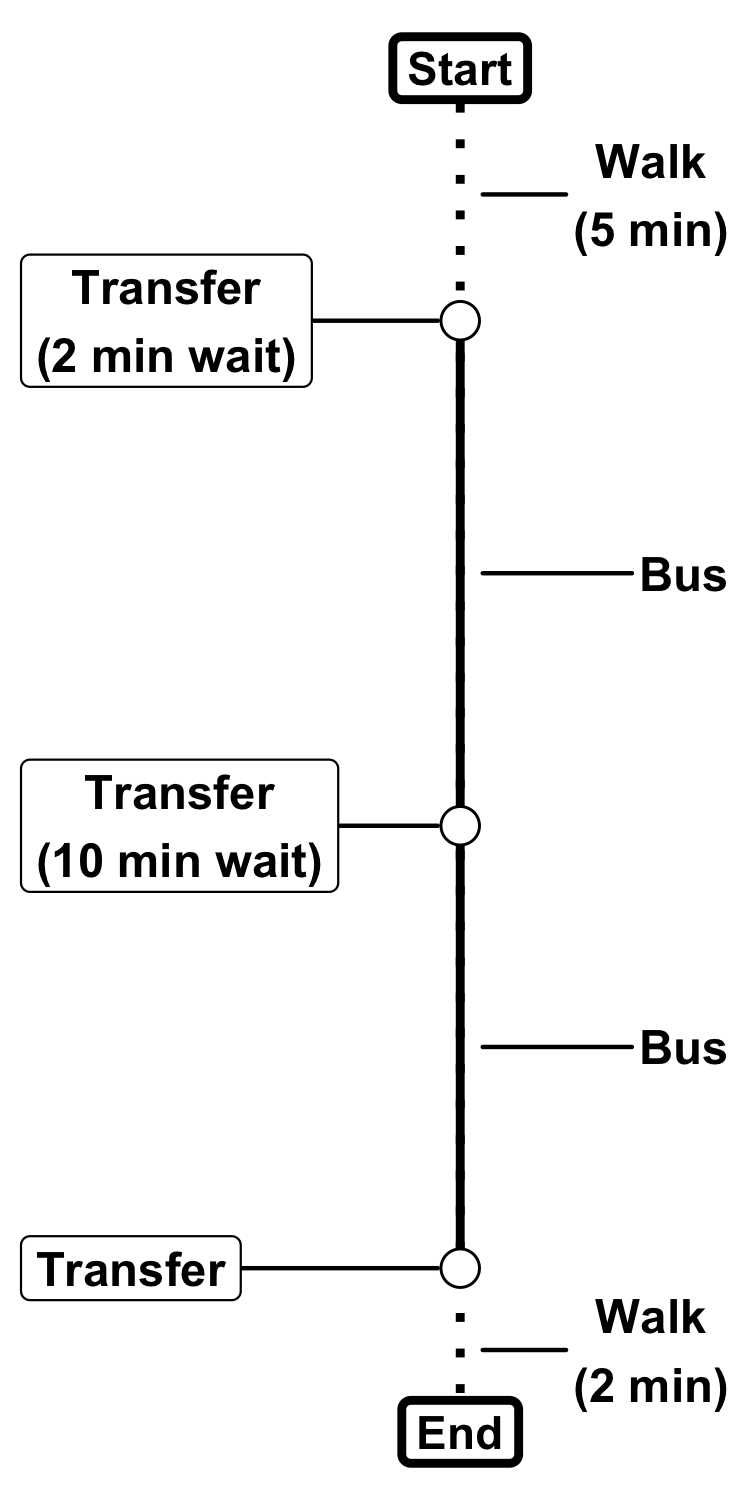 Start
Walk
(5 min)
Transfer
(2 min wait)
Bus
Transfer
(10 min wait)
Bus
Transfer
Walk
(2 min)
End